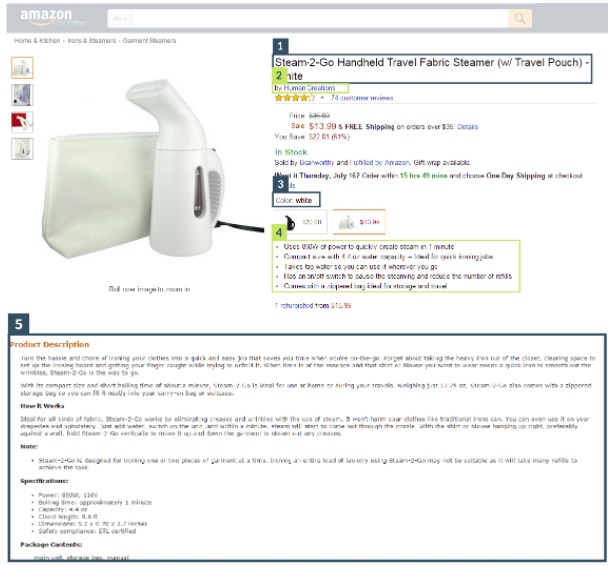 amazon
All
Home & Kitchen › Irons & Steamers › Garment Steamers
1
Steam-2-Go Handheld Travel Fabric Steamer (w/ Travel Pouch) -
2
by Human Creations
74 customer reviews
Price: $36.00
Sale: $13.99 & FREE Shipping on orders over $35. Details
You Save: $22.01 (61%)
In Stock
Sold by Beanworthy and Fulfilled by Amazon. Gift-wrap available.
it Thursday, July 16? Order within 15 hrs 49 mins and choose One-Day Shipping at checkout
3
Color: white
$20.00
$13.99
4
• Uses 850W of power to quickly create steam in 1 minute
• Compact size with 4.4 oz water capacity -- Ideal for quick ironing jobs
• Takes tap water so you can use it wherever you go
• Has an on/off switch to pause the steaming and reduce the number of refills
• Comes with a zippered bag ideal for storage and travel
Roll over image to zoom in
1 refurbished from $15.99
5
Product Description
Turn the hassle and chore of ironing your clothes into a quick and easy job that saves you time when you're on-the-go. Forget about taking the heavy iron out of the closet, clearing space to
set up the ironing board and getting your finger caught while trying to unfold it. When time is of the essence and that shirt or blouse you want to wear needs a quick iron to smooth out the
wrinkles, Steam-2-Go is the way to go.
With its compact size and short boiling time of about a minute, Steam-2-Go is ideal for use at home or during your travels. Weighing just 13.75 oz, Steam-2-Go also comes with a zippered
storage bag so you can fit it neatly into your carry-on bag or suitcase.
How It Works
Ideal for all kinds of fabric, Steam-2-Go works by eliminating creases and wrinkles with the use of steam. It won't harm your clothes like traditional irons can. You can even use it on your
draperies and upholstery. Just add water, switch on the unit, and within a minute, steam will start to come out through the nozzle. With the shirt or blouse hanging up right, preferably
against a wall, hold Steam-2-Go vertically to move it up and down the garment to steam out any creases.
Note:
• Steam-2-Go is designed for ironing one or two pieces of garment at a time. Ironing an entire load of laundry using Steam-2-Go may not be suitable as it will take many refills to
achieve the task.
Specifications:
• Power: 850W, 110V
• Boiling time: approximately 1 minute
• Capacity: 4.4 oz
• Chord length: 6.6 ft
• Dimensions: 5.2 x 0.70 x 2.7 inches
• Safety compliance: ETL certified
Package Contents:
main unit, storage bag, manual